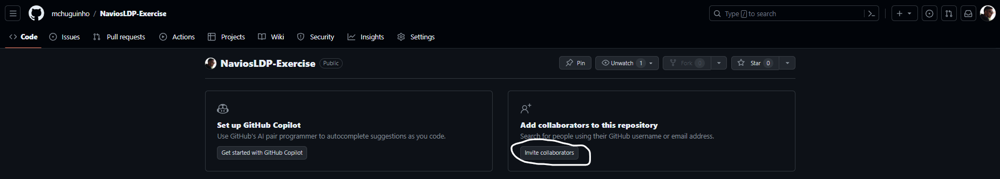 mchuguinho / NaviosLDP-Exercise
Type / to search
Code Issues Pull requests Actions Projects Wiki Security Insights Settings
NaviosLDP-Exercise Public
Pin Unwatch 1 Fork 0 Star 0
Set up GitHub Copilot
Use GitHub's AI pair programmer to autocomplete suggestions as you code.
Get started with GitHub Copilot
Add collaborators to this repository
Search for people using their GitHub username or email address.
Invite collaborators